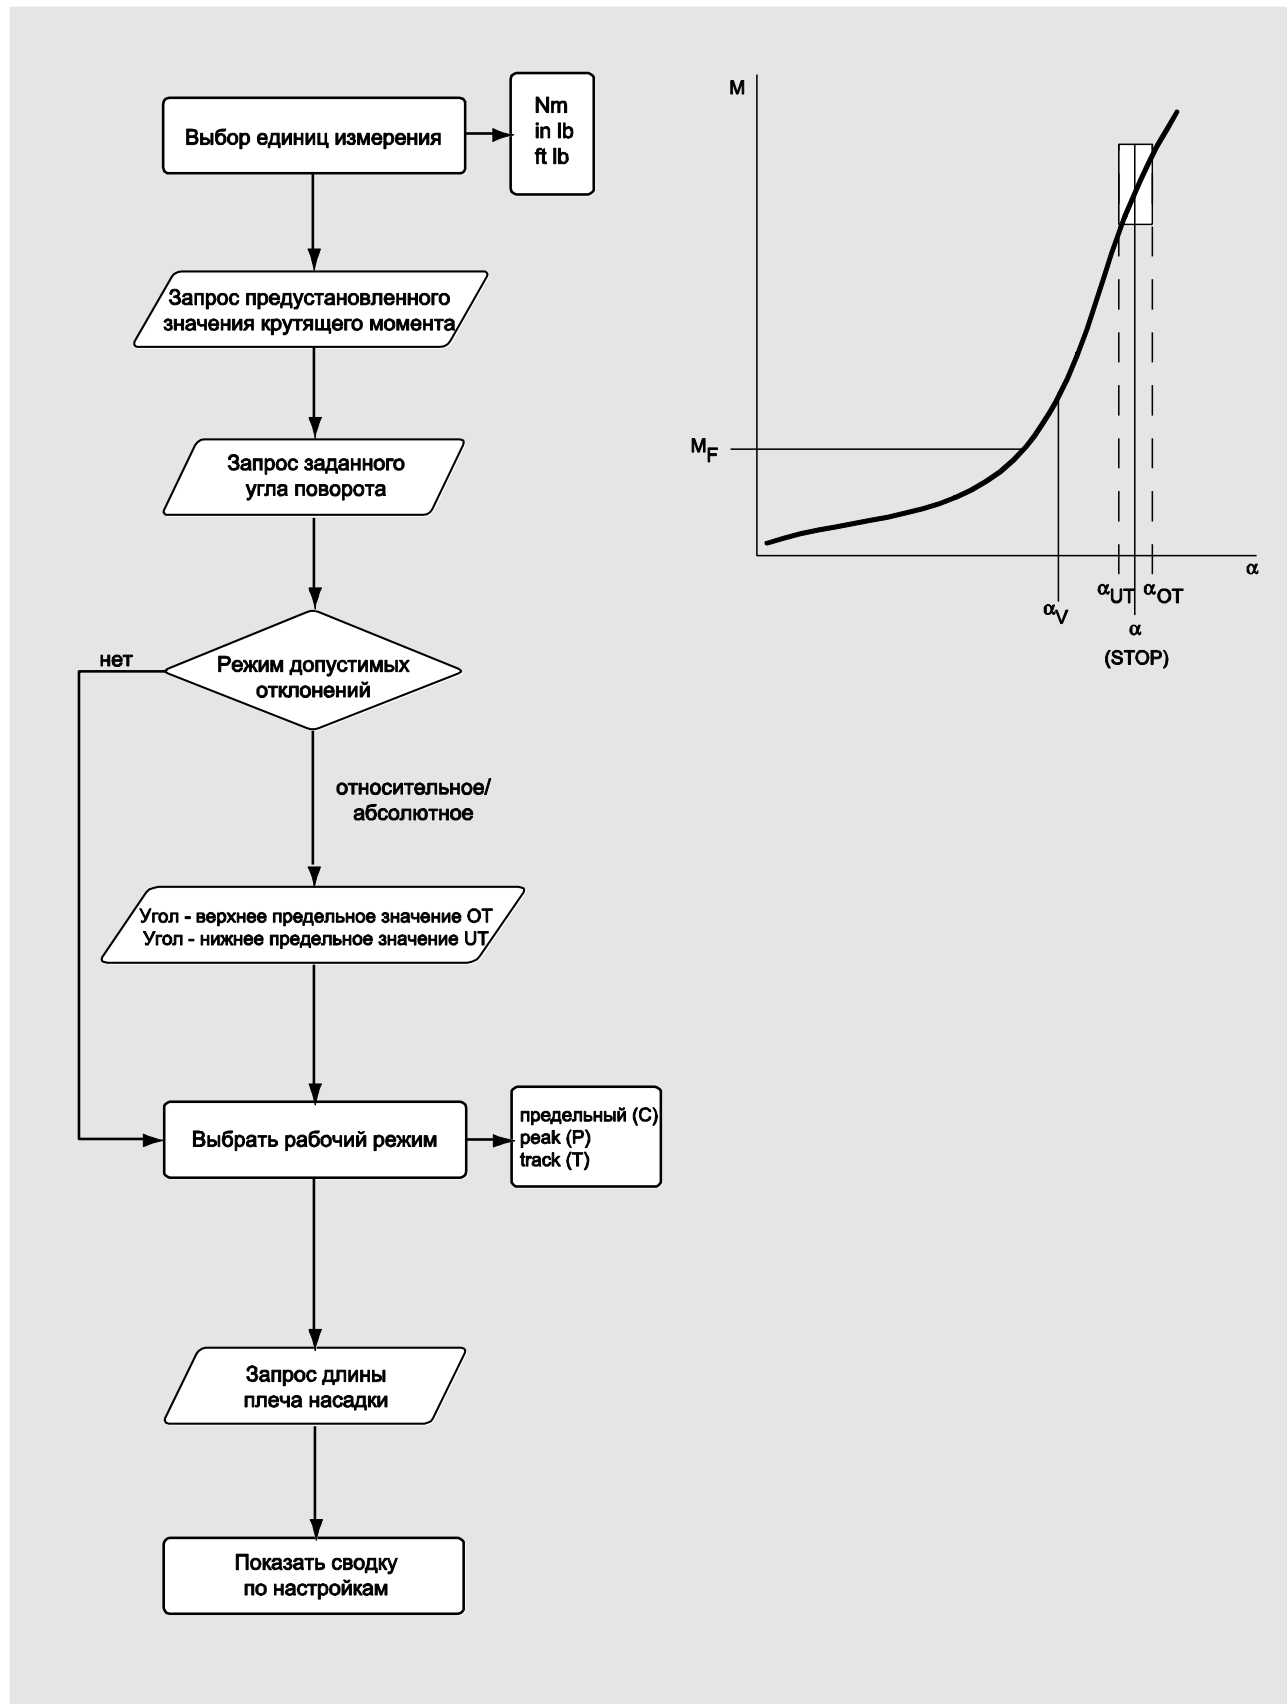 Выбор единиц измерения
Nm
in lb
ft lb
Запрос предустановленного
значения крутящего момента
Запрос заданного
угла поворота
Режим допустимых
отклонений
нет
относительное/
абсолютное
Угол - верхнее предельное значение OT
Угол - нижнее предельное значение UT
Выбрать рабочий режим
предельный (C)
peak (P)
track (T)
Запрос длины
плеча насадки
Показать сводку
по настройкам
M
MF
α
αV
αUT
αOT
α
(STOP)